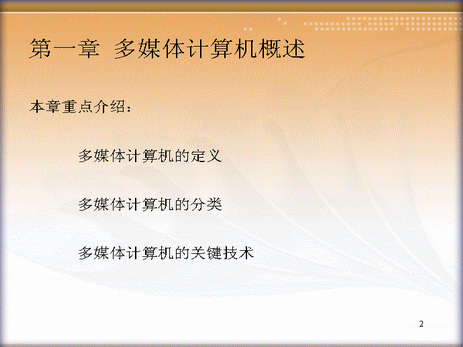 第一章 多媒体计算机概述
本章重点介绍：
多媒体计算机的定义
多媒体计算机的分类
多媒体计算机的关键技术
2